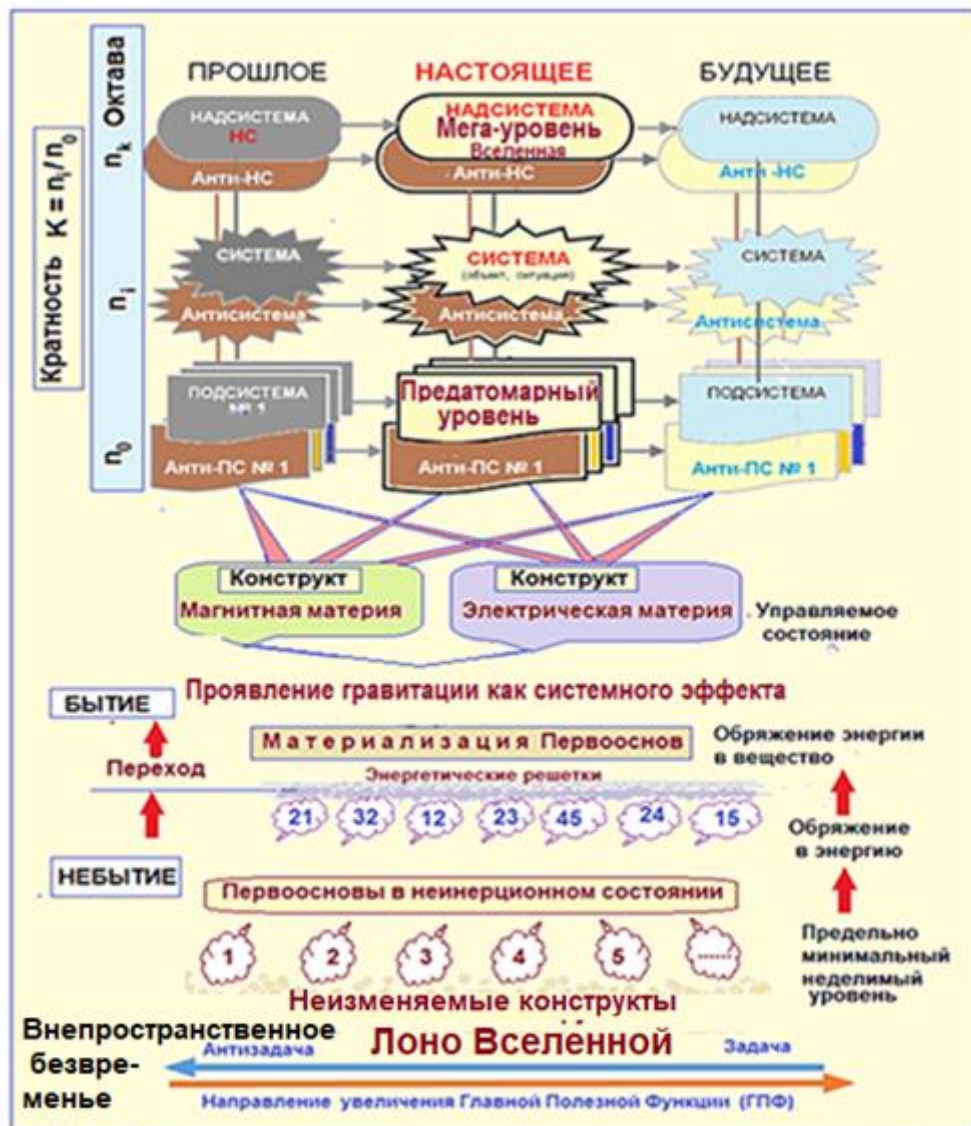 Октава
Кратность К = n_i/n_0
n_k
n_i
n_0
ПРОШЛОЕ
НАСТОЯЩЕЕ
БУДУЩЕЕ
НАДСИСТЕМА
НС
Анти-НС
НАДСИСТЕМА
Мега-уровень
Вселенная
Анти-НС
НАДСИСТЕМА
Анти -НС
СИСТЕМА
Антисистема
СИСТЕМА
(объект, ситуация)
Антисистема
СИСТЕМА
Антисистема
ПОДСИСТЕМА
№ 1
Анти-ПС № 1
Предатомарный
уровень
Анти-ПС № 1
ПОДСИСТЕМА
Анти-ПС № 1
Конструкт
Магнитная материя
Конструкт
Электрическая материя
Управляемое
состояние
Проявление гравитации как системного эффекта
БЫТИЕ
Переход
НЕБЫТИЕ
Материализация Первооснов
Энергетические решетки
21 32 12 23 45 24 15
Обряжение энергии
в вещество
Обряжение
в энергию
Первоосновы в неинерционном состоянии
1 2 3 4 5 ......
Предельно
минимальный
неделимый
уровень
Неизменяемые конструкты
Лоно Вселенной
Внепространственное
безвре-
менье
Антизадача
Задача
Направление увеличения Главной Полезной Функции (ГПФ)